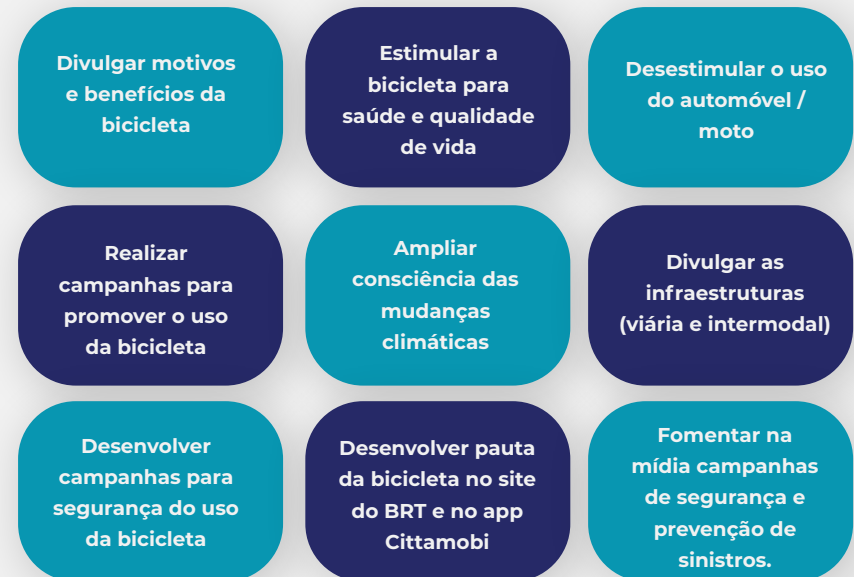 Divulgar motivos
e benefícios da
bicicleta
Estimular a
bicicleta para
saúde e qualidade
de vida
Desestimular o uso
do automóvel /
moto
Realizar
campanhas para
promover o uso
da bicicleta
Ampliar
consciência das
mudanças
climáticas
Divulgar as
infraestruturas
(viária e intermodal)
Desenvolver
campanhas para
segurança do uso
da bicicleta
Desenvolver pauta
da bicicleta no site
do BRT e no app
Cittamobi
Fomentar na
mídia campanhas
de segurança e
prevenção de
sinistros.